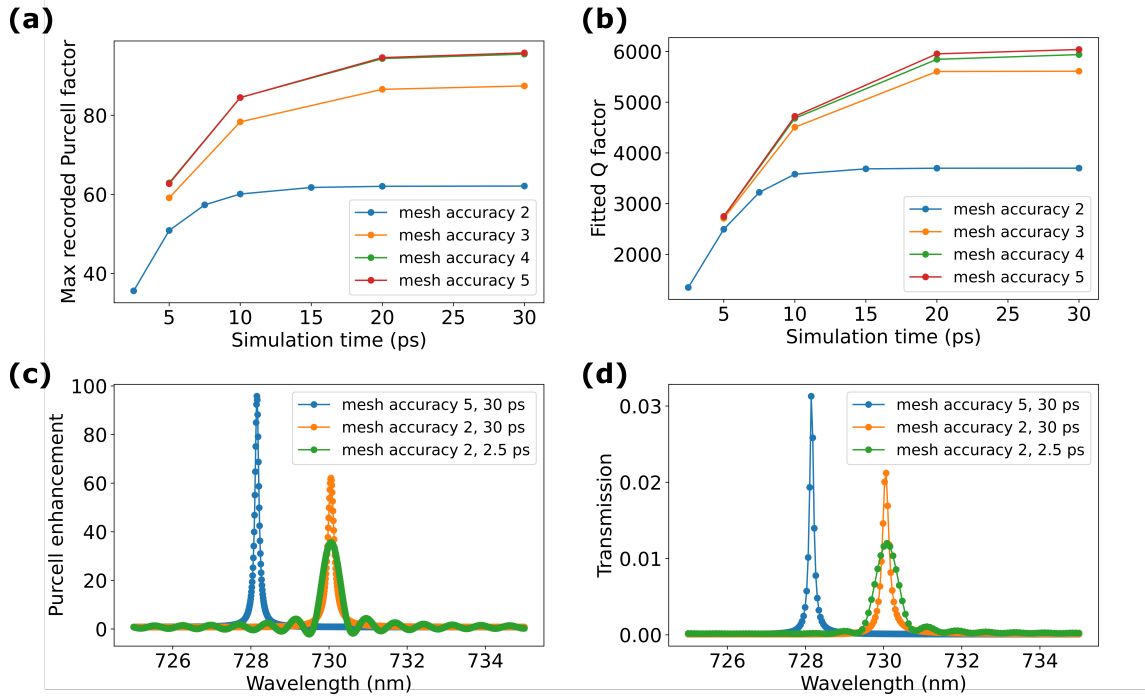 (a)
Max recorded Purcell factor
80
60
40
5
10
15
20
25
30
Simulation time (ps)
mesh accuracy 2
mesh accuracy 3
mesh accuracy 4
mesh accuracy 5
(b)
Fitted Q factor
6000
5000
4000
3000
2000
5
10
15
20
25
30
Simulation time (ps)
mesh accuracy 2
mesh accuracy 3
mesh accuracy 4
mesh accuracy 5
(c)
Purcell enhancement
100
80
60
40
20
0
726
728
730
732
734
Wavelength (nm)
mesh accuracy 5, 30 ps
mesh accuracy 2, 30 ps
mesh accuracy 2, 2.5 ps
(d)
Transmission
0.03
0.02
0.01
0.00
726
728
730
732
734
Wavelength (nm)
mesh accuracy 5, 30 ps
mesh accuracy 2, 30 ps
mesh accuracy 2, 2.5 ps